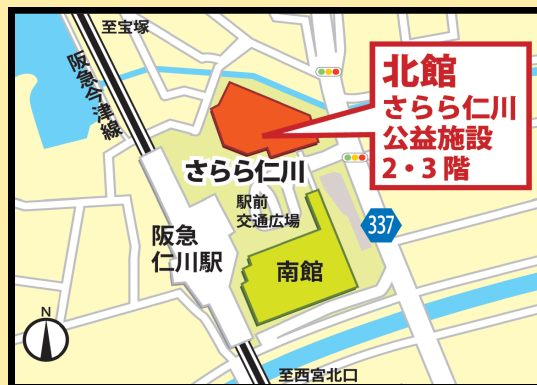 至宝塚
阪急今津線
北館
さらら仁川
公益施設
2・3階
さらら仁川
駅前
交通広場
337
阪急
仁川駅
南館
N
至西宮北口